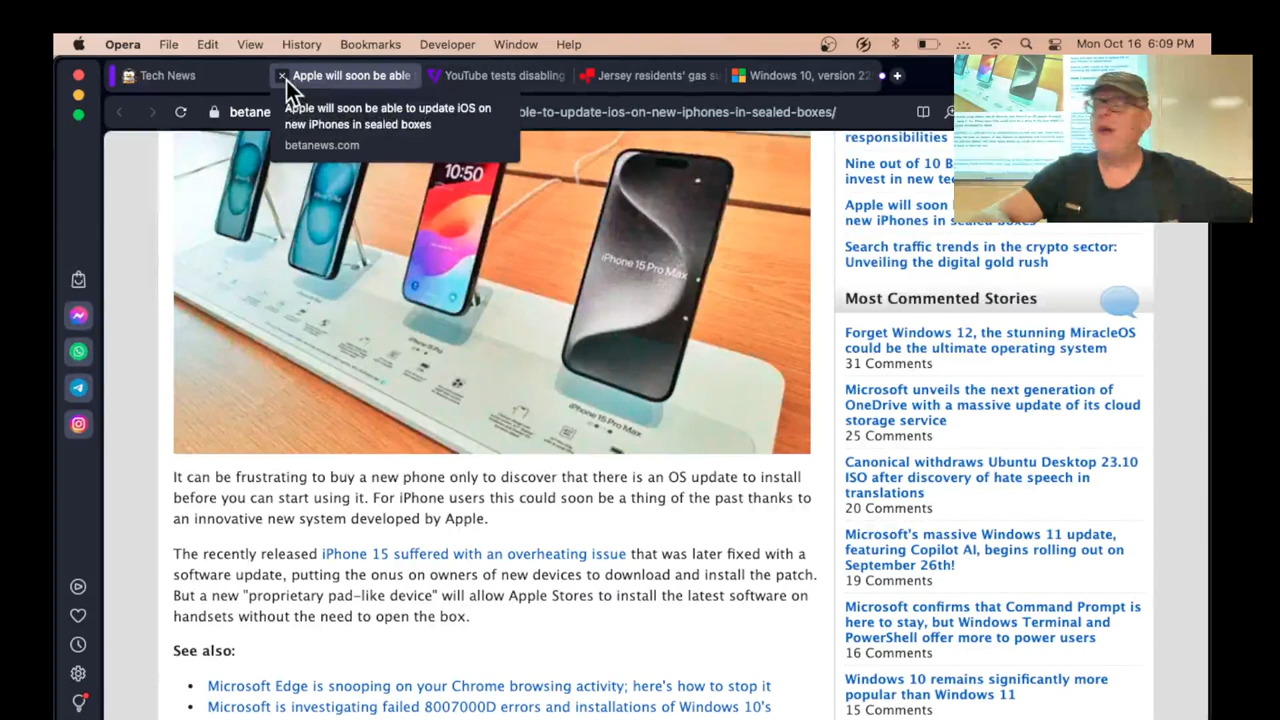 Opera File Edit View History Bookmarks Developer Window Help Mon Oct 16 6:09 PM
Tech News
Apple will soon
Youtube tests disabling
Jersey residents' gas su
Windows 10, version 22
Apple will soon be able to update iOS on
new iPhones in sealed boxes
betanews.com
betane
ple-to-update-ios-on-new-iphones-in-sealed-boxes/
10:50
iPhone 15 Pro Max
iPhone 15 Pro
iPhone 15 Pro Max
It can be frustrating to buy a new phone only to discover that there is an OS update to install
before you can start using it. For iPhone users this could soon be a thing of the past thanks to
an innovative new system developed by Apple.
The recently released iPhone 15 suffered with an overheating issue that was later fixed with a
software update, putting the onus on owners of new devices to download and install the patch.
But a new "proprietary pad-like device" will allow Apple Stores to install the latest software on
handsets without the need to open the box.
See also:
• Microsoft Edge is snooping on your Chrome browsing activity; here's how to stop it
• Microsoft is investigating failed 8007000D errors and installations of Windows 10's
responsibilities
Nine out of 10 B
invest in new te
Apple will soon
new iPhones in sealed boxes
Search traffic trends in the crypto sector:
Unveiling the digital gold rush
Most Commented Stories
Forget Windows 12, the stunning MiracleOS
could be the ultimate operating system
31 Comments
Microsoft unveils the next generation of
OneDrive with a massive update of its cloud
storage service
25 Comments
Canonical withdraws Ubuntu Desktop 23.10
ISO after discovery of hate speech in
translations
20 Comments
Microsoft's massive Windows 11 update,
featuring Copilot AI, begins rolling out on
September 26th!
19 Comments
Microsoft confirms that Command Prompt is
here to stay, but Windows Terminal and
PowerShell offer more to power users
16 Comments
Windows 10 remains significantly more
popular than Windows 11
15 Comments